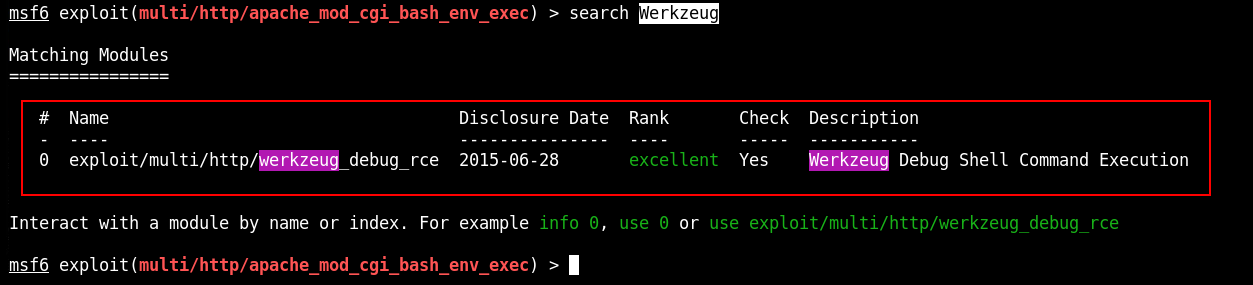 msf6 exploit(multi/http/apache_mod_cgi_bash_env_exec) > search Werkzeug
Matching Modules
================
#  Name                                   Disclosure Date  Rank       Check  Description
-  ----                                   ---------------  ----       -----  -----------
0  exploit/multi/http/werkzeug_debug_rce  2015-06-28       excellent  Yes    Werkzeug Debug Shell Command Execution
Interact with a module by name or index. For example info 0, use 0 or use exploit/multi/http/werkzeug_debug_rce
msf6 exploit(multi/http/apache_mod_cgi_bash_env_exec) >